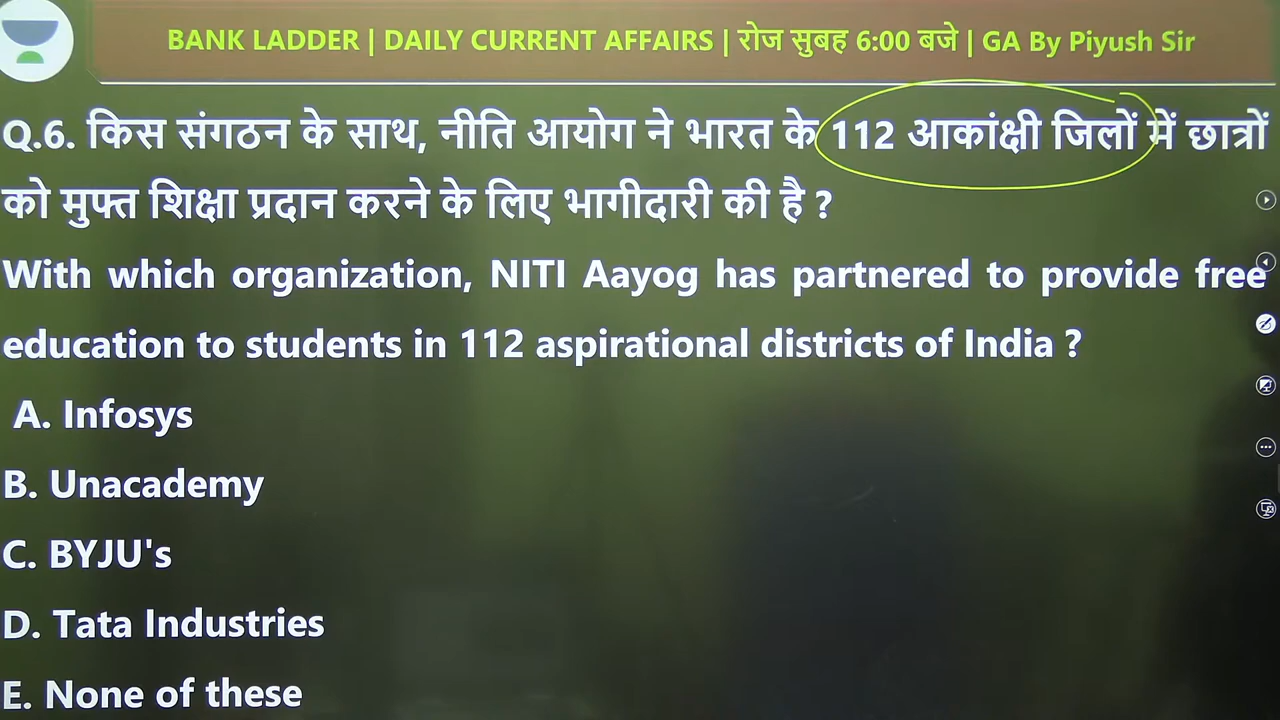 BANK LADDER | DAILY CURRENT AFFAIRS | रोज सुबह 6:00 बजे | GA By Piyush Sir
Q.6. किस संगठन के साथ, नीति आयोग ने भारत के 112 आकांक्षी जिलों में छात्रों
को मुफ्त शिक्षा प्रदान करने के लिए भागीदारी की है ?
With which organization, NITI Aayog has partnered to provide free
education to students in 112 aspirational districts of India ?
A. Infosys
B. Unacademy
C. BYJU's
D. Tata Industries
E. None of these